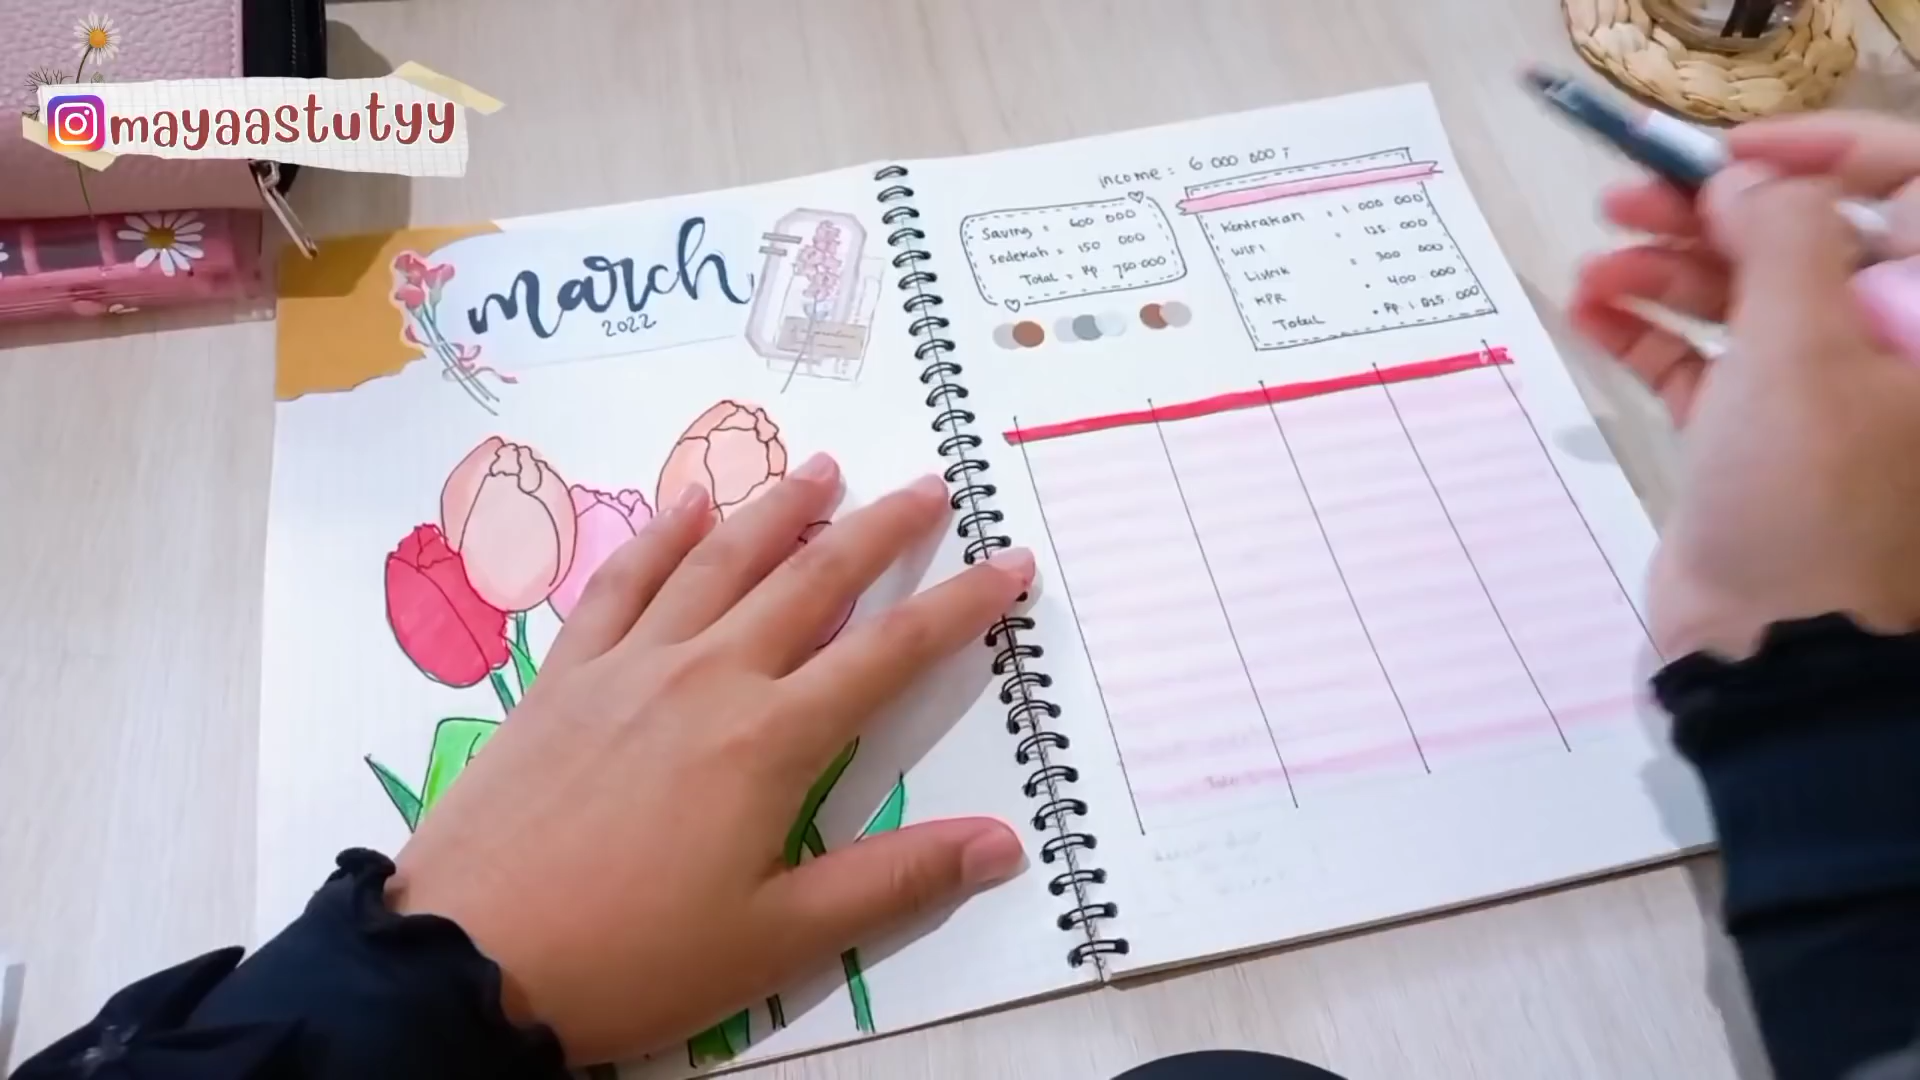 mayaastutyy
march
2022
income : 6 000 000
Saving = 600 000
Sedekah = 150 000
Total = Rp 750.000
Kontrakan : 1.000 000
WIFI : 125.000
Listrik = 300 000
KPR 400.000
Total Rp 1.825.000